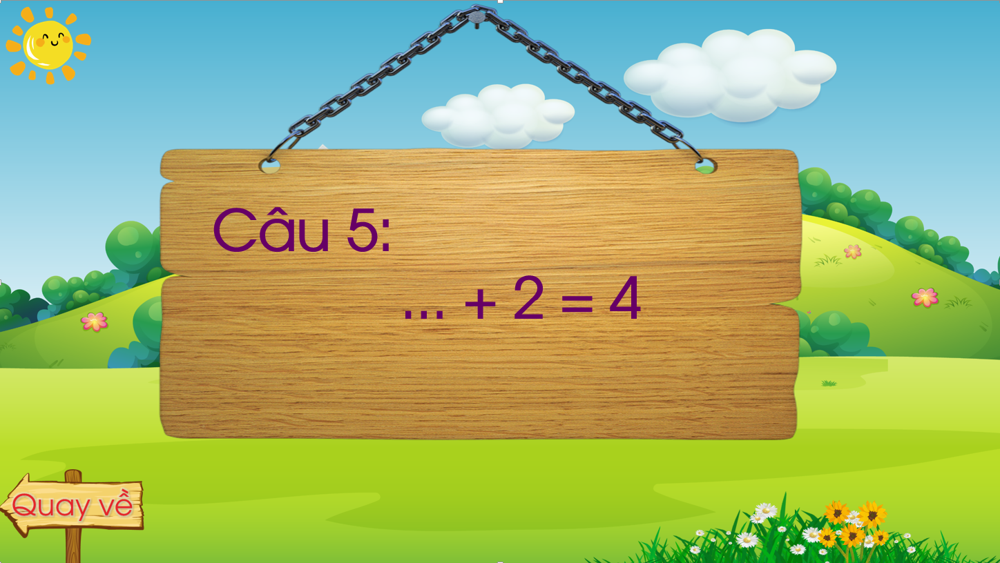 Câu 5:
... + 2 = 4
Quay về